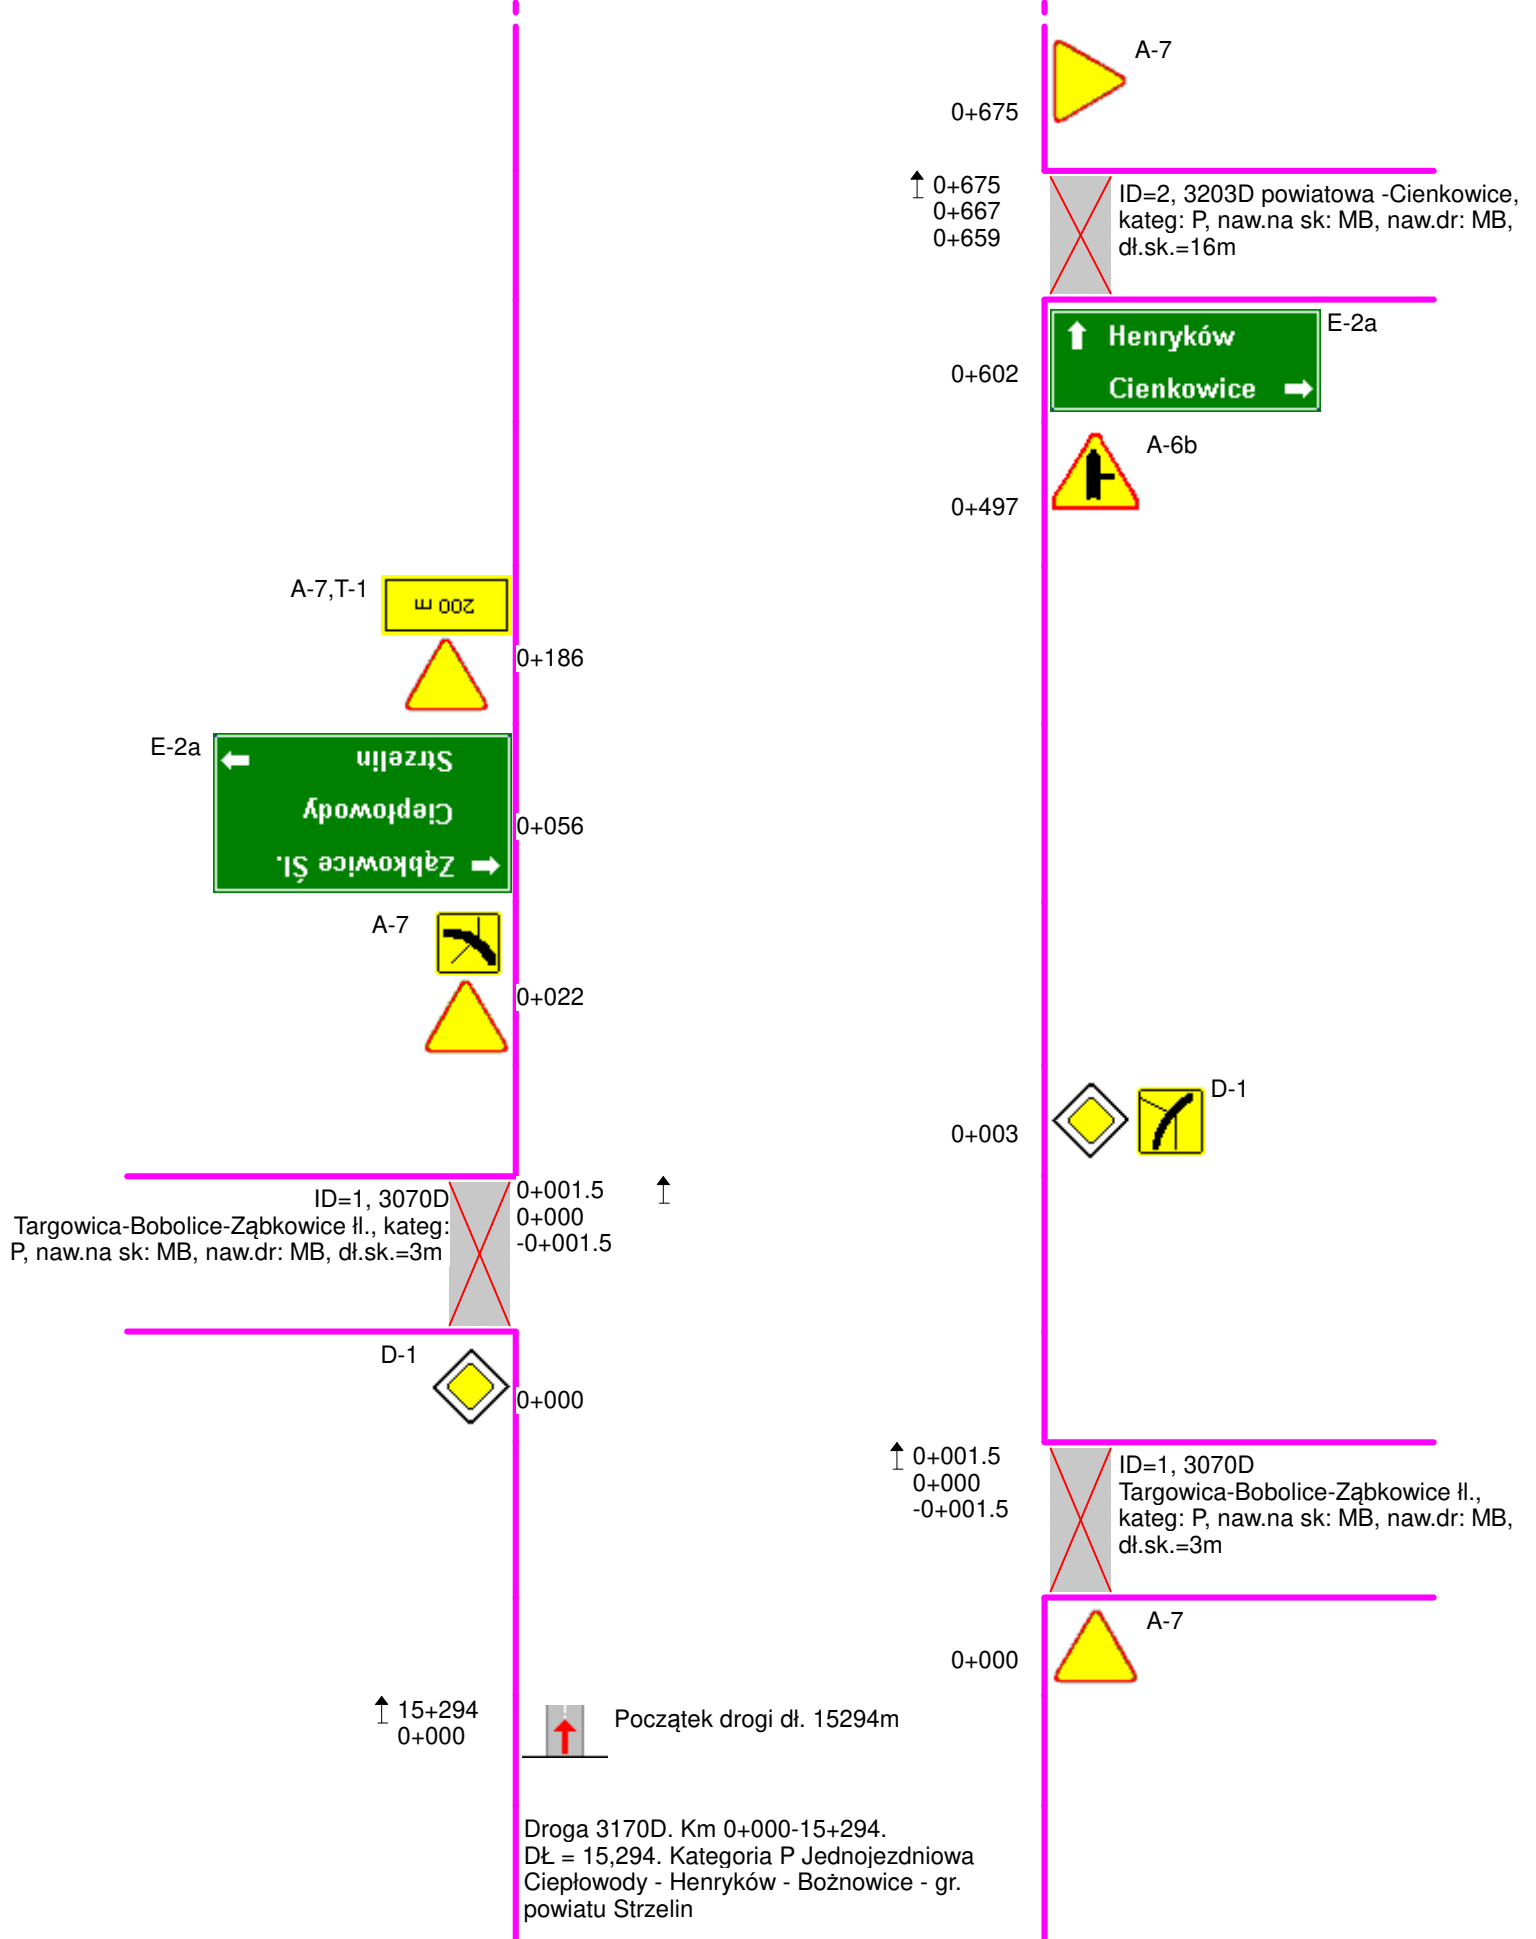 A-7
0+675
0+675
0+667
0+659
ID=2, 3203D powiatowa -Cienkowice,
kateg: P, naw.na sk: MB, naw.dr: MB,
dł.sk.=16m
E-2a
Henryków
Cienkowice
0+602
A-6b
0+497
A-7,T-1
200 m
0+186
E-2a
Strzelin
Ciepłowody
Ząbkowice Śl.
0+056
A-7
0+022
D-1
0+003
0+001.5
0+000
-0+001.5
ID=1, 3070D
Targowica-Bobolice-Ząbkowice łl., kateg:
P, naw.na sk: MB, naw.dr: MB, dł.sk.=3m
D-1
0+000
0+001.5
0+000
-0+001.5
ID=1, 3070D
Targowica-Bobolice-Ząbkowice łl.,
kateg: P, naw.na sk: MB, naw.dr: MB,
dł.sk.=3m
A-7
0+000
15+294
0+000
Początek drogi dł. 15294m
Droga 3170D. Km 0+000-15+294.
DŁ = 15,294. Kategoria P Jednojezdniowa
Ciepłowody - Henryków - Bożnowice - gr.
powiatu Strzelin